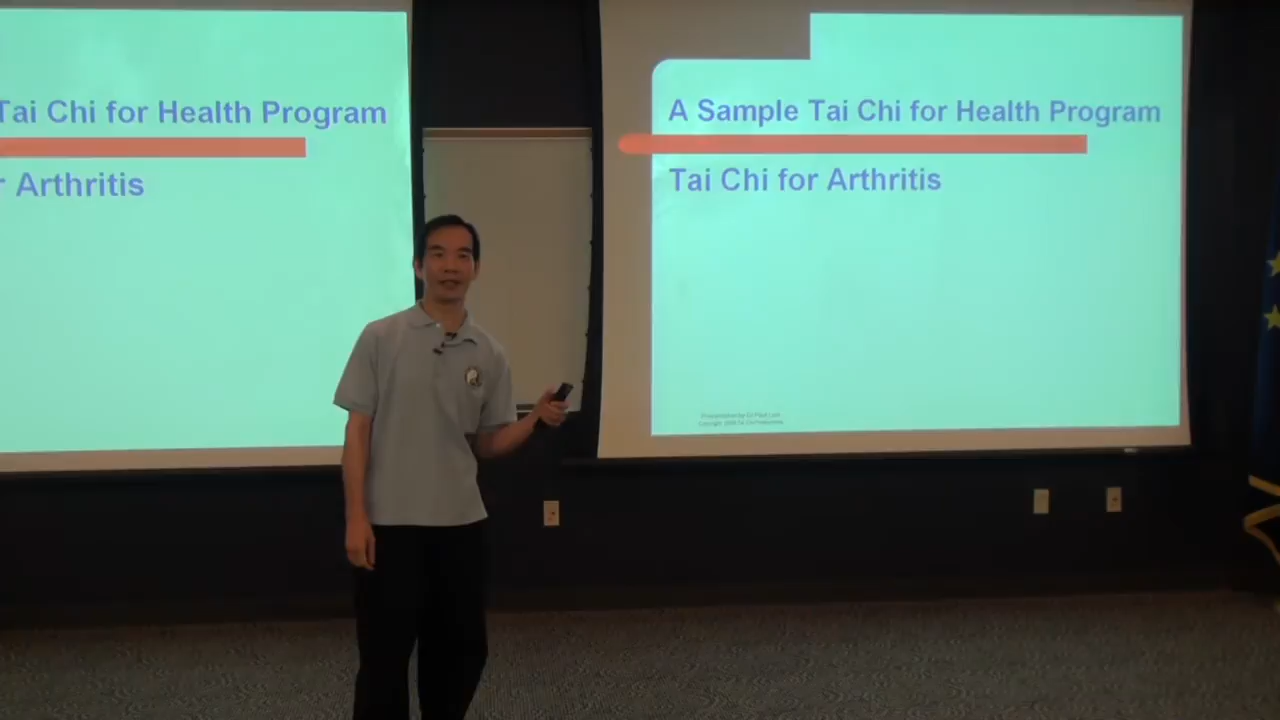 Tai Chi for Health Program
Arthritis
A Sample Tai Chi for Health Program
Tai Chi for Arthritis